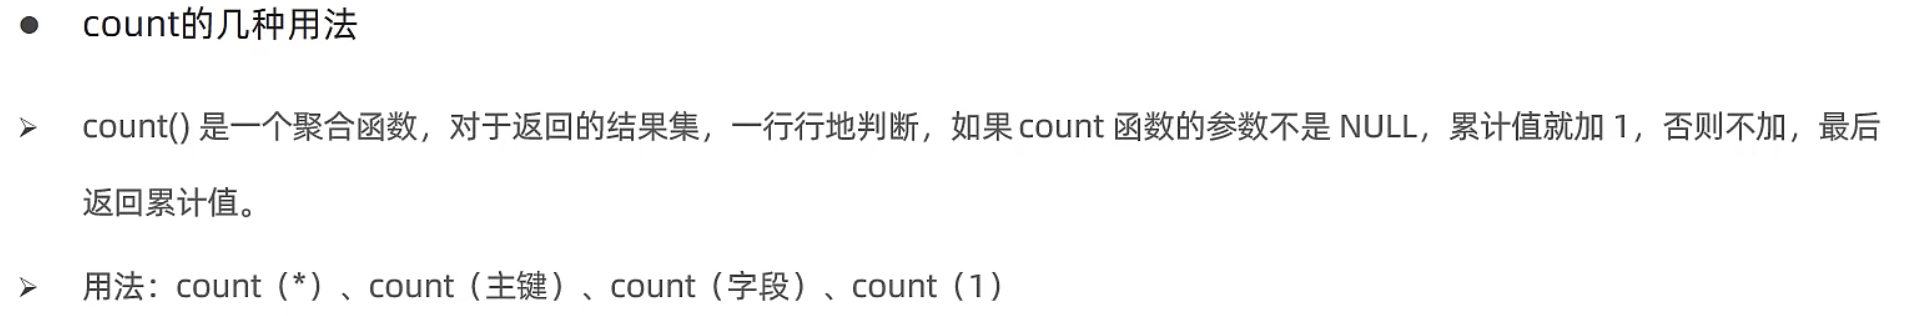 ● count的几种用法
➢ count() 是一个聚合函数，对于返回的结果集，一行行地判断，如果 count 函数的参数不是 NULL，累计值就加 1，否则不加，最后
返回累计值。
➢ 用法：count（*）、count（主键）、count（字段）、count（1）